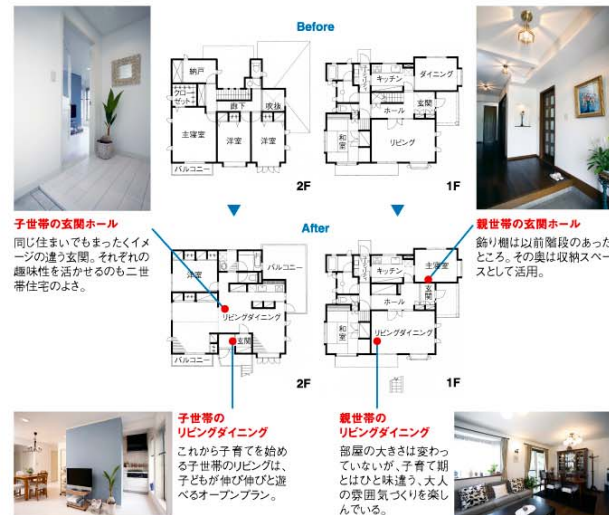 Before
納戸
クローゼット
廊下
吹抜
主寝室
洋室
洋室
バルコニー
2F
キッチン
ダイニング
ホール
玄関
和室
リビング
1F
子世帯の玄関ホール
同じ住まいでもまったくイメ
ージの違う玄関。それぞれの
趣味性を活かせるのも二世
帯住宅のよさ。
親世帯の玄関ホール
飾り棚は以前階段のあった
ところ。その奥は収納スペー
スとして活用。
After
洋室
バルコニー
リビングダイニング
玄関
バルコニー
2F
キッチン
主寝室
ホール
玄関
和室
リビングダイニング
1F
子世帯の
リビングダイニング
これから子育てを始め
る子世帯のリビングは、
子どもが伸び伸びと遊
べるオープンプラン。
親世帯の
リビングダイニング
部屋の大きさは変わっ
ていないが、子育て期
とはひと味違う、大人
の雰囲気づくりを楽し
んでいる。